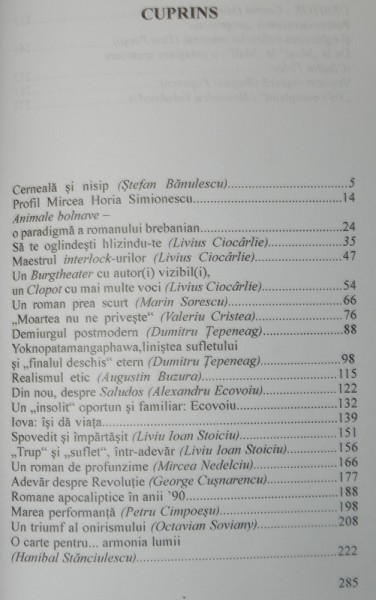 CUPRINS
Cerneală și nisip (Ștefan Bănulescu)..........5
Profil Mircea Horia Simionescu..........14
Animale bolnave –
o paradigmă a romanului brebanian..........24
Să te oglindești hlizindu-te (Livius Ciocârlie)..........35
Maestrul interlock-urilor (Livius Ciocârlie)..........47
Un Burgtheater cu autor(i) vizibil(i),
un Clopot cu mai multe voci (Livius Ciocârlie)..........54
Un roman prea scurt (Marin Sorescu)..........66
„Moartea nu ne privește” (Valeriu Cristea)..........76
Demiurgul postmodern (Dumitru Țepeneag)..........88
Yoknopatamangaphawa,liniștea sufletului
și „finalul deschis” etern (Dumitru Țepeneag)..........98
Realismul etic (Augustin Buzura)..........115
Din nou, despre Saludos (Alexandru Ecovoiu)..........122
Un „insolit” oportun și familiar: Ecovoiu..........132
Iova: își dă viața..........139
Spovedit și împărtășit (Liviu Ioan Stoiciu)..........151
„Trup” și „suflet”, într-adevăr (Liviu Ioan Stoiciu)..........156
Un roman de profunzime (Mircea Nedelciu)..........166
Adevăr despre Revoluție (George Cușnarencu)..........177
Romane apocaliptice în anii '90..........188
Marea performanță (Petru Cimpoeșu)..........198
Un triumf al onirismului (Octavian Soviany)..........208
O carte pentru... armonia lumii
(Hanibal Stănciulescu)..........222
285